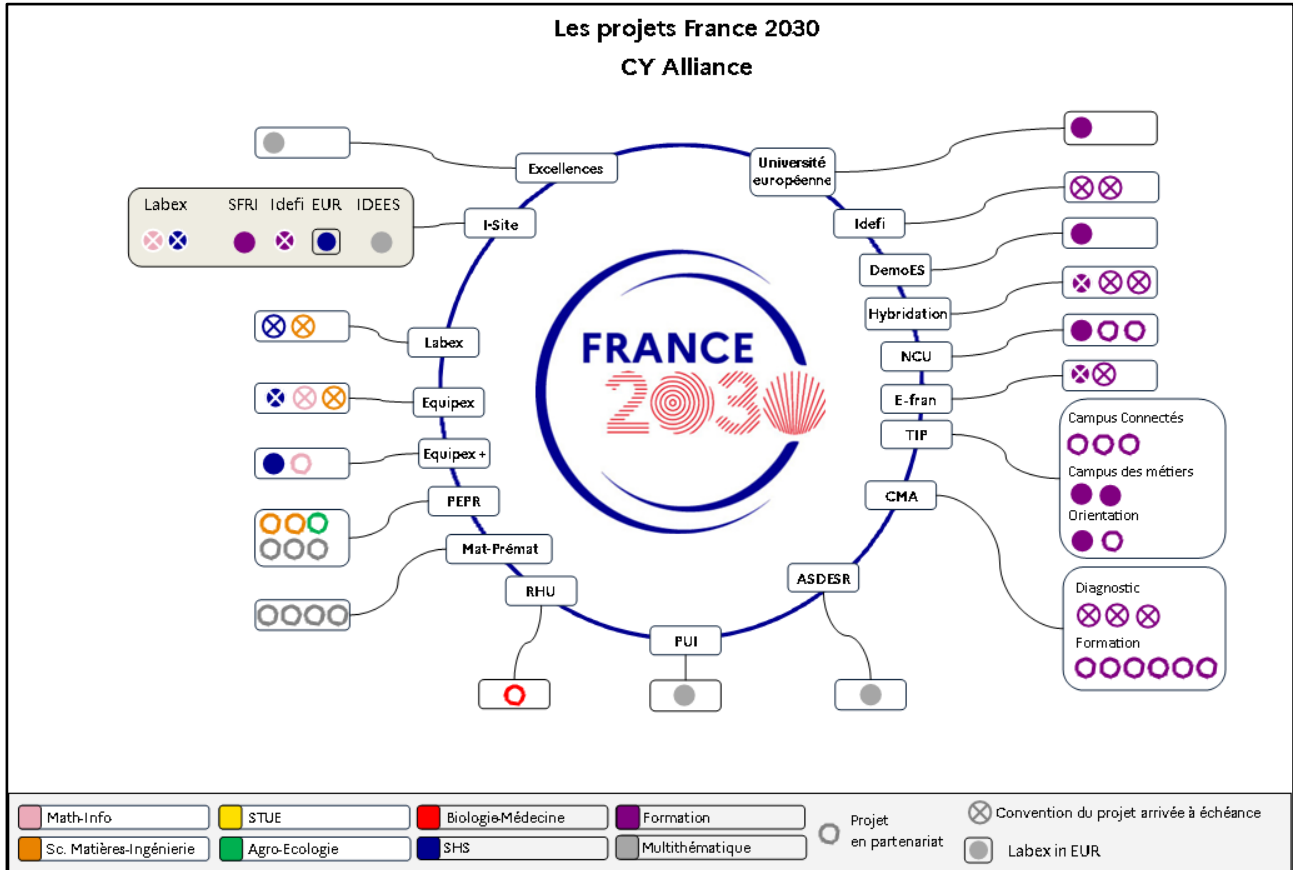 Les projets France 2030
CY Alliance
Excellences
Université
européenne
Labex SFRI Idefi EUR IDEES
I-Site
Idefi
DemoES
Hybridation
FRANCE
2030
Labex
NCU
Equipex
E-fran
TIP
Campus Connectés
Equipex +
Campus des métiers
PEPR
CMA
Orientation
Mat-Prémat
ASDESR
RHU
Diagnostic
PUI
Formation
Math-Info
STUE
Biologie-Médecine
Formation
Projet
en partenariat
Convention du projet arrivée à échéance
Sc. Matières-Ingénierie
Agro-Ecologie
SHS
Multithématique
Labex in EUR